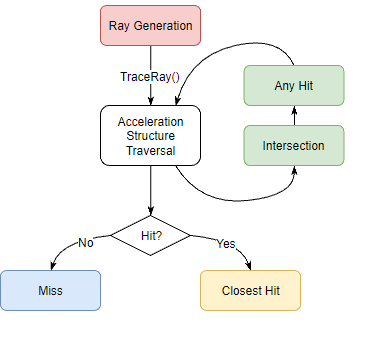 Ray Generation
TraceRay()
Any Hit
Acceleration
Structure
Traversal
Intersection
Hit?
No
Yes
Miss
Closest Hit